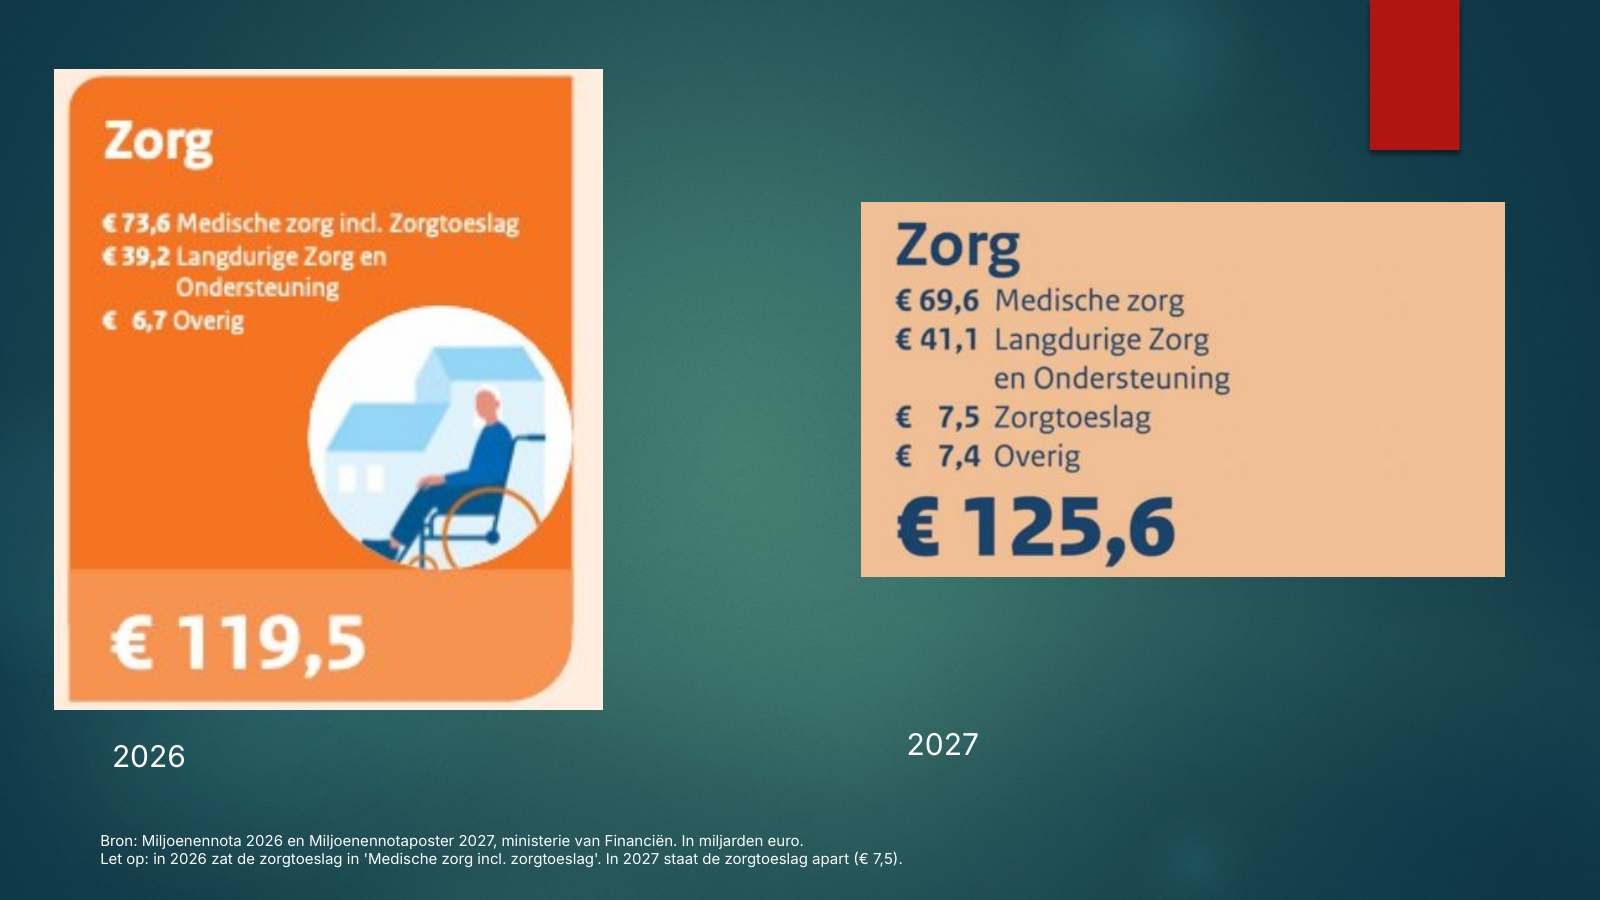 Zorg
€ 73,6 Medische zorg incl. Zorgtoeslag
€ 39,2 Langdurige Zorg en
Ondersteuning
€ 6,7 Overig
€ 119,5
2026
Zorg
€ 69,6 Medische zorg
€ 41,1 Langdurige Zorg
en Ondersteuning
€ 7,5 Zorgtoeslag
€ 7,4 Overig
€ 125,6
2027
Bron: Miljoenennota 2026 en Miljoenennotaposter 2027, ministerie van Financiën. In miljarden euro.
Let op: in 2026 zat de zorgtoeslag in 'Medische zorg incl. zorgtoeslag'. In 2027 staat de zorgtoeslag apart (€ 7,5).